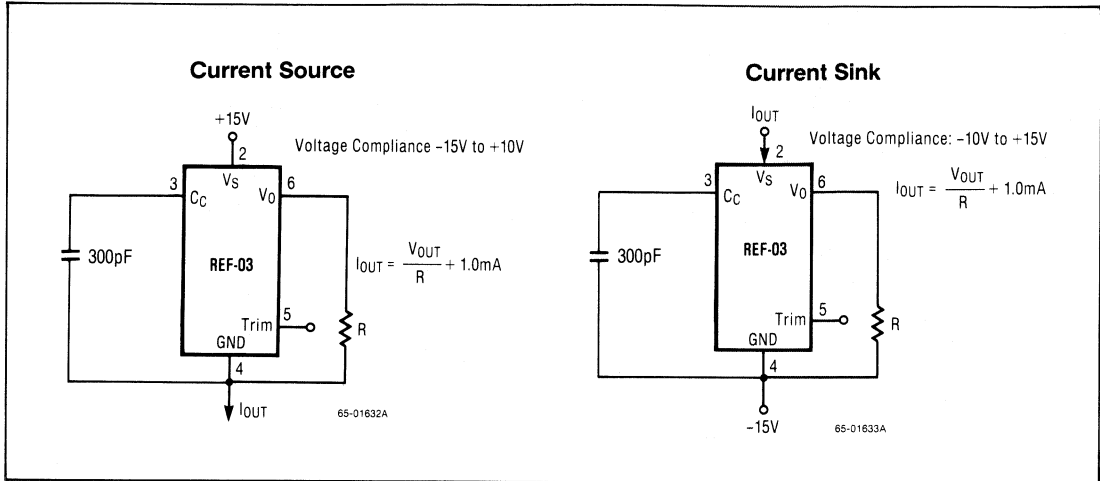 Current Source
+15V
2
Voltage Compliance -15V to +10V
3
VS
6
CC
VO
300pF
REF-03
IOUT = VOUT / R + 1.0mA
Trim
5
R
GND
4
IOUT
65-01632A
Current Sink
IOUT
2
Voltage Compliance: -10V to +15V
3
VS
6
CC
VO
IOUT = VOUT / R + 1.0mA
300pF
REF-03
Trim
5
R
GND
4
-15V
65-01633A